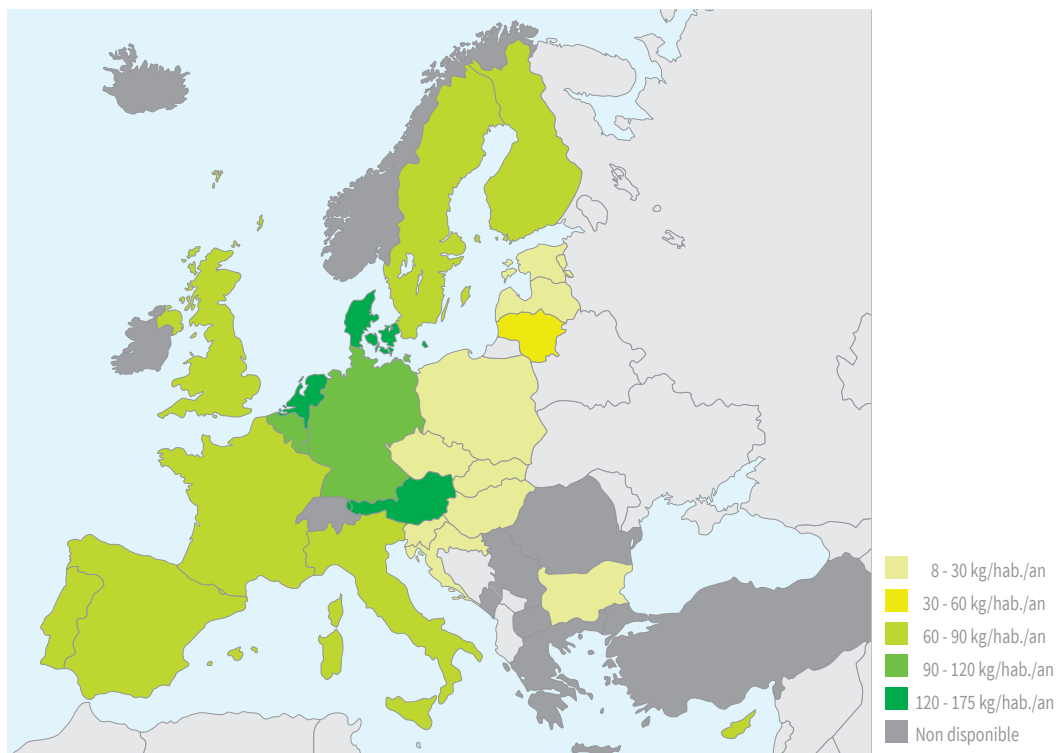 8 - 30 kg/hab./an
30 - 60 kg/hab./an
60 - 90 kg/hab./an
90 - 120 kg/hab./an
120 - 175 kg/hab./an
Non disponible